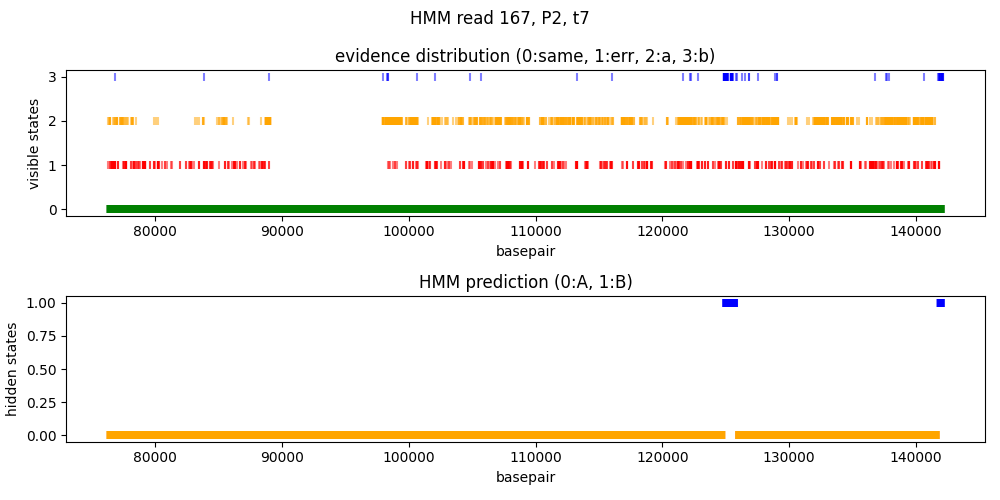 HMM read 167, P2, t7
evidence distribution (0:same, 1:err, 2:a, 3:b)
visible states
3
2
1
0
80000 90000 100000 110000 120000 130000 140000
basepair
HMM prediction (0:A, 1:B)
hidden states
1.00
0.75
0.50
0.25
0.00
80000 90000 100000 110000 120000 130000 140000
basepair